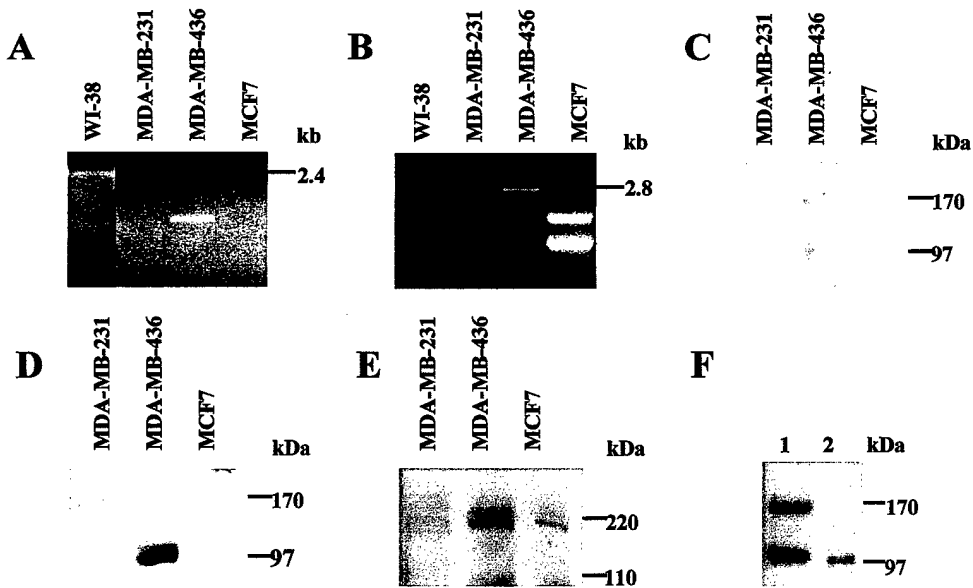 A
WI-38
MDA-MB-231
MDA-MB-436
MCF7
kb
2.4
B
WI-38
MDA-MB-231
MDA-MB-436
MCF7
kb
2.8
C
MDA-MB-231
MDA-MB-436
MCF7
kDa
170
97
D
MDA-MB-231
MDA-MB-436
MCF7
kDa
170
97
E
MDA-MB-231
MDA-MB-436
MCF7
kDa
220
110
F
1 2 kDa
170
97